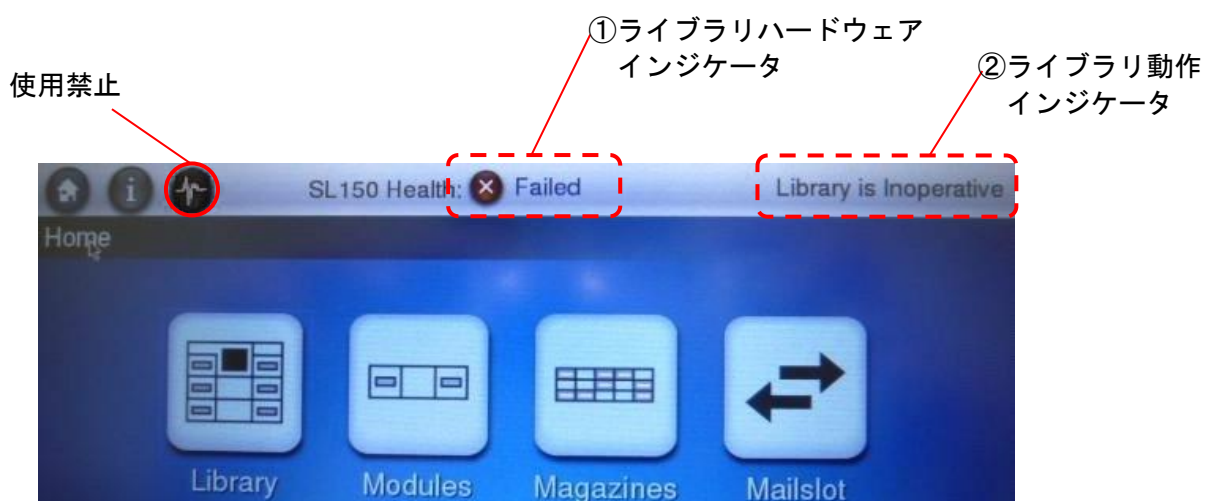 ①ライブラリハードウェア
インジケータ
②ライブラリ動作
インジケータ
使用禁止
SL150 Health: Failed
Library is Inoperative
Home
Library
Modules
Magazines
Mailslot